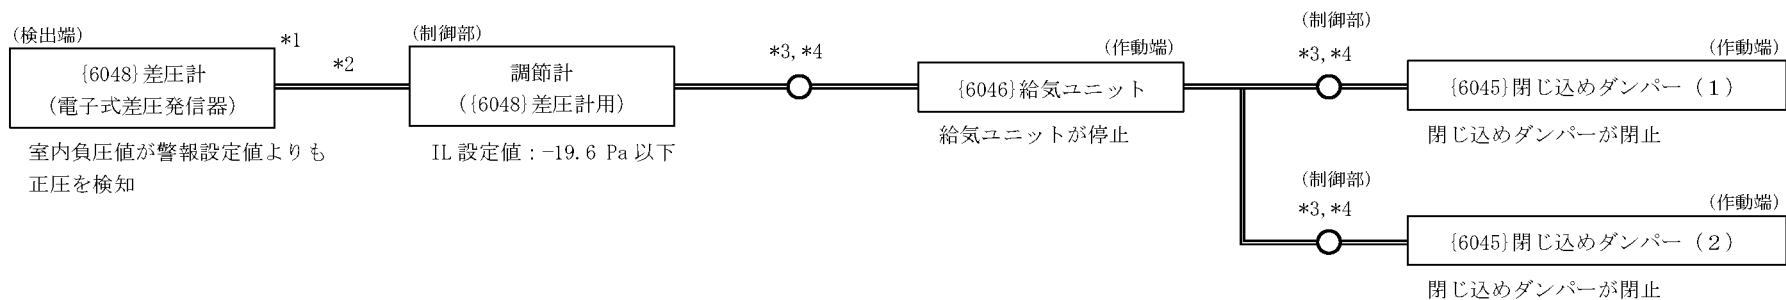 (検出端)
*1
{6048}差圧計
(電子式差圧発信器)
室内負圧値が警報設定値よりも
正圧を検知
*2
(制御部)
調節計
({6048}差圧計用)
IL 設定値：-19.6 Pa 以下
*3, *4
(作動端)
{6046}給気ユニット
給気ユニットが停止
(制御部)
*3, *4
(作動端)
{6045}閉じ込めダンパー（１）
閉じ込めダンパーが閉止
(制御部)
*3, *4
(作動端)
{6045}閉じ込めダンパー（２）
閉じ込めダンパーが閉止